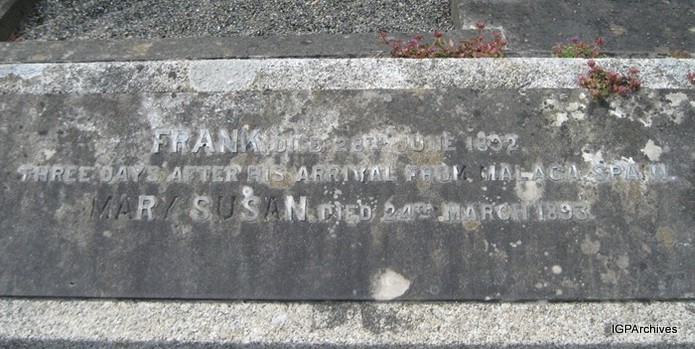 FRANK, DIED 28TH JUNE 1892.
THREE DAYS AFTER HIS ARRIVAL FROM MALAGA, SPAIN.
MARY SUSAN, DIED 24TH MARCH 1893.
IGPArchives